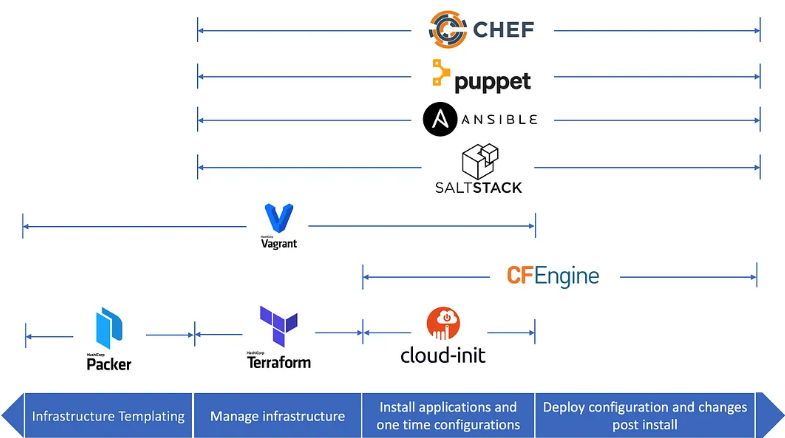 CHEF
puppet
ANSIBLE
SALTSTACK
HashiCorp
Vagrant
CFEngine
HashiCorp
Packer
HashiCorp
Terraform
cloud-init
Infrastructure Templating
Manage infrastructure
Install applications and
one time configurations
Deploy configuration and changes
post install